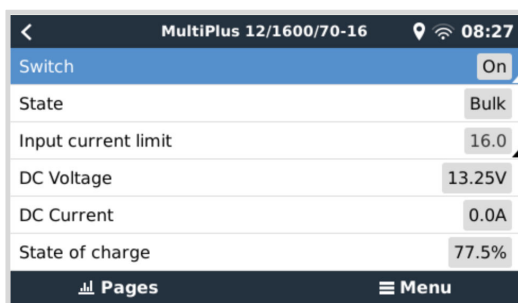 MultiPlus 12/1600/70-16 08:27
Switch On
State Bulk
Input current limit 16.0
DC Voltage 13.25V
DC Current 0.0A
State of charge 77.5%
Pages Menu